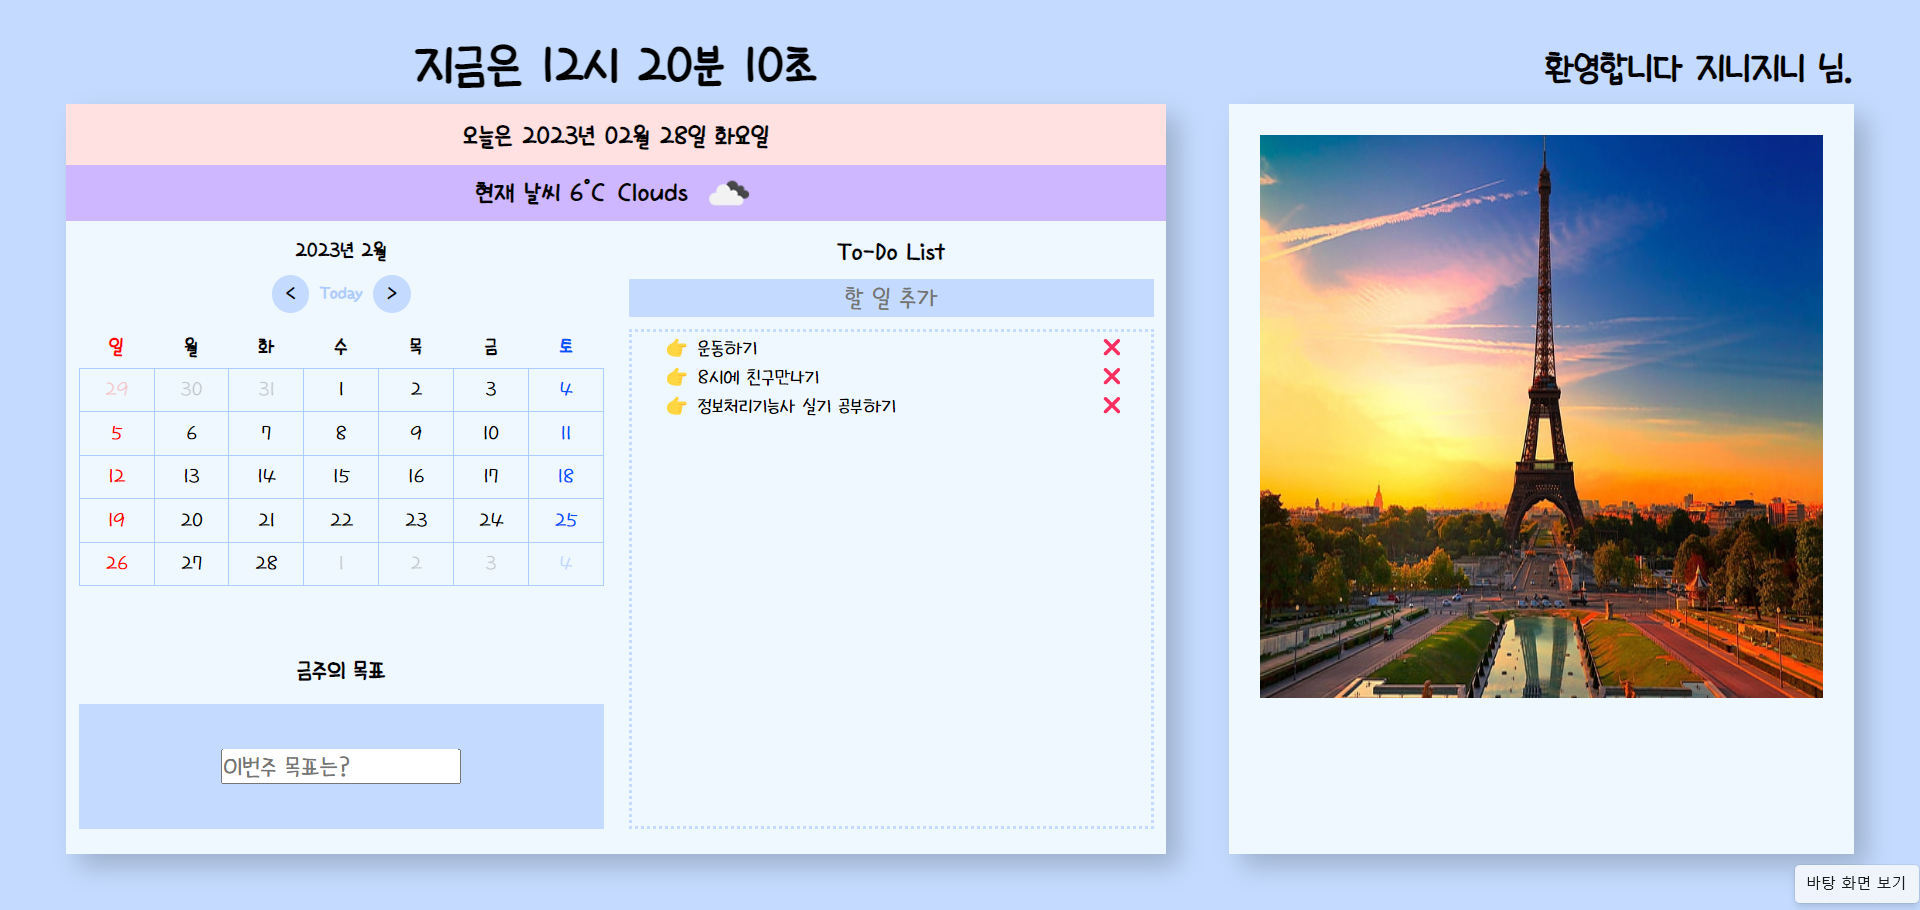 지금은 12시 20분 10초
환영합니다 지니지니 님.
오늘은 2023년 02월 28일 화요일
현재 날씨 6°C Clouds
2023년 2월
< Today >
일 월 화 수 목 금 토
29 30 31 1 2 3 4
5 6 7 8 9 10 11
12 13 14 15 16 17 18
19 20 21 22 23 24 25
26 27 28 1 2 3 4
금주의 목표
이번주 목표는?
To-Do List
할 일 추가
👉 운동하기 ❌
👉 8시에 친구만나기 ❌
👉 정보처리기능사 실기 공부하기 ❌
바탕 화면 보기